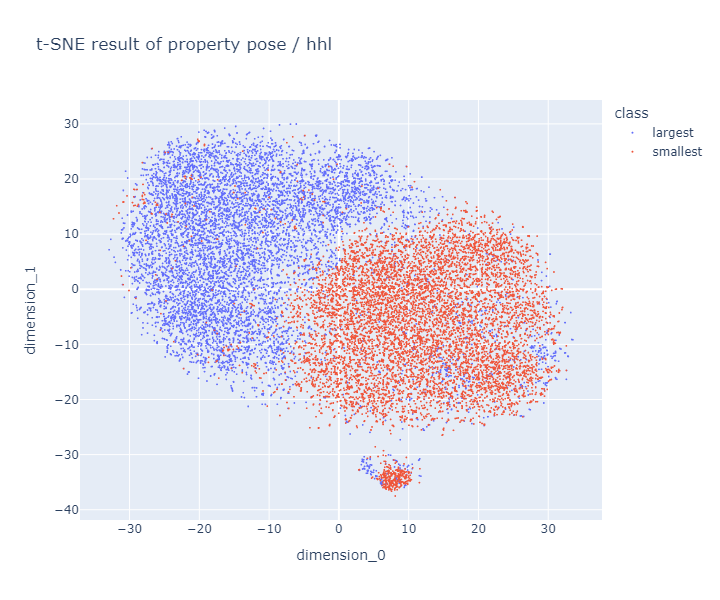 t-SNE result of property pose / hhl
class
largest
smallest
30
20
10
0
−10
−20
−30
−40
dimension_1
−30
−20
−10
0
10
20
30
dimension_0